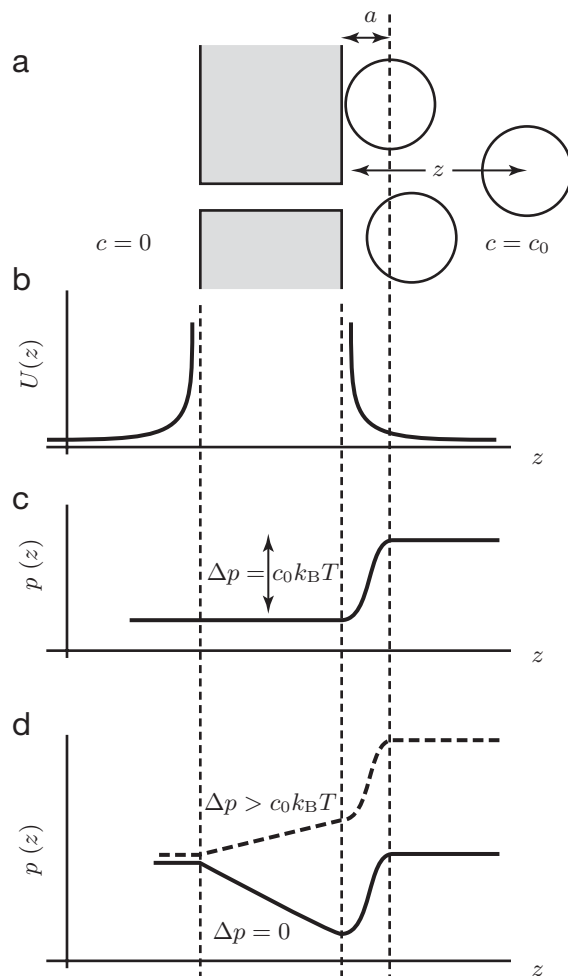 a
a
z
c = 0
c = c₀
b
U(z)
z
c
p (z)
Δp = c₀k_BT
z
d
p (z)
Δp > c₀k_BT
Δp = 0
z